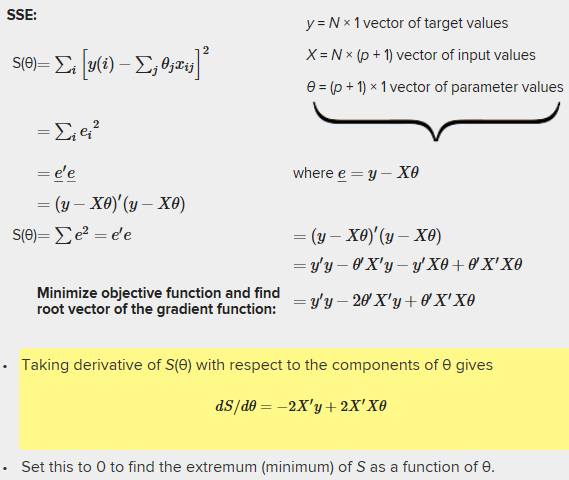 SSE:
y = N × 1 vector of target values
S(θ)= ∑ᵢ [y(i) − ∑ⱼ θⱼxᵢⱼ]²
X = N × (p + 1) vector of input values
θ = (p + 1) × 1 vector of parameter values
= ∑ᵢ eᵢ²
= e′e
where e = y − Xθ
= (y − Xθ)′(y − Xθ)
S(θ)= ∑ e² = e′e
= (y − Xθ)′(y − Xθ)
= y′y − θ′X′y − y′Xθ + θ′X′Xθ
Minimize objective function and find
root vector of the gradient function:
= y′y − 2θ′X′y + θ′X′Xθ
• Taking derivative of S(θ) with respect to the components of θ gives
dS/dθ = −2X′y + 2X′Xθ
• Set this to 0 to find the extremum (minimum) of S as a function of θ.